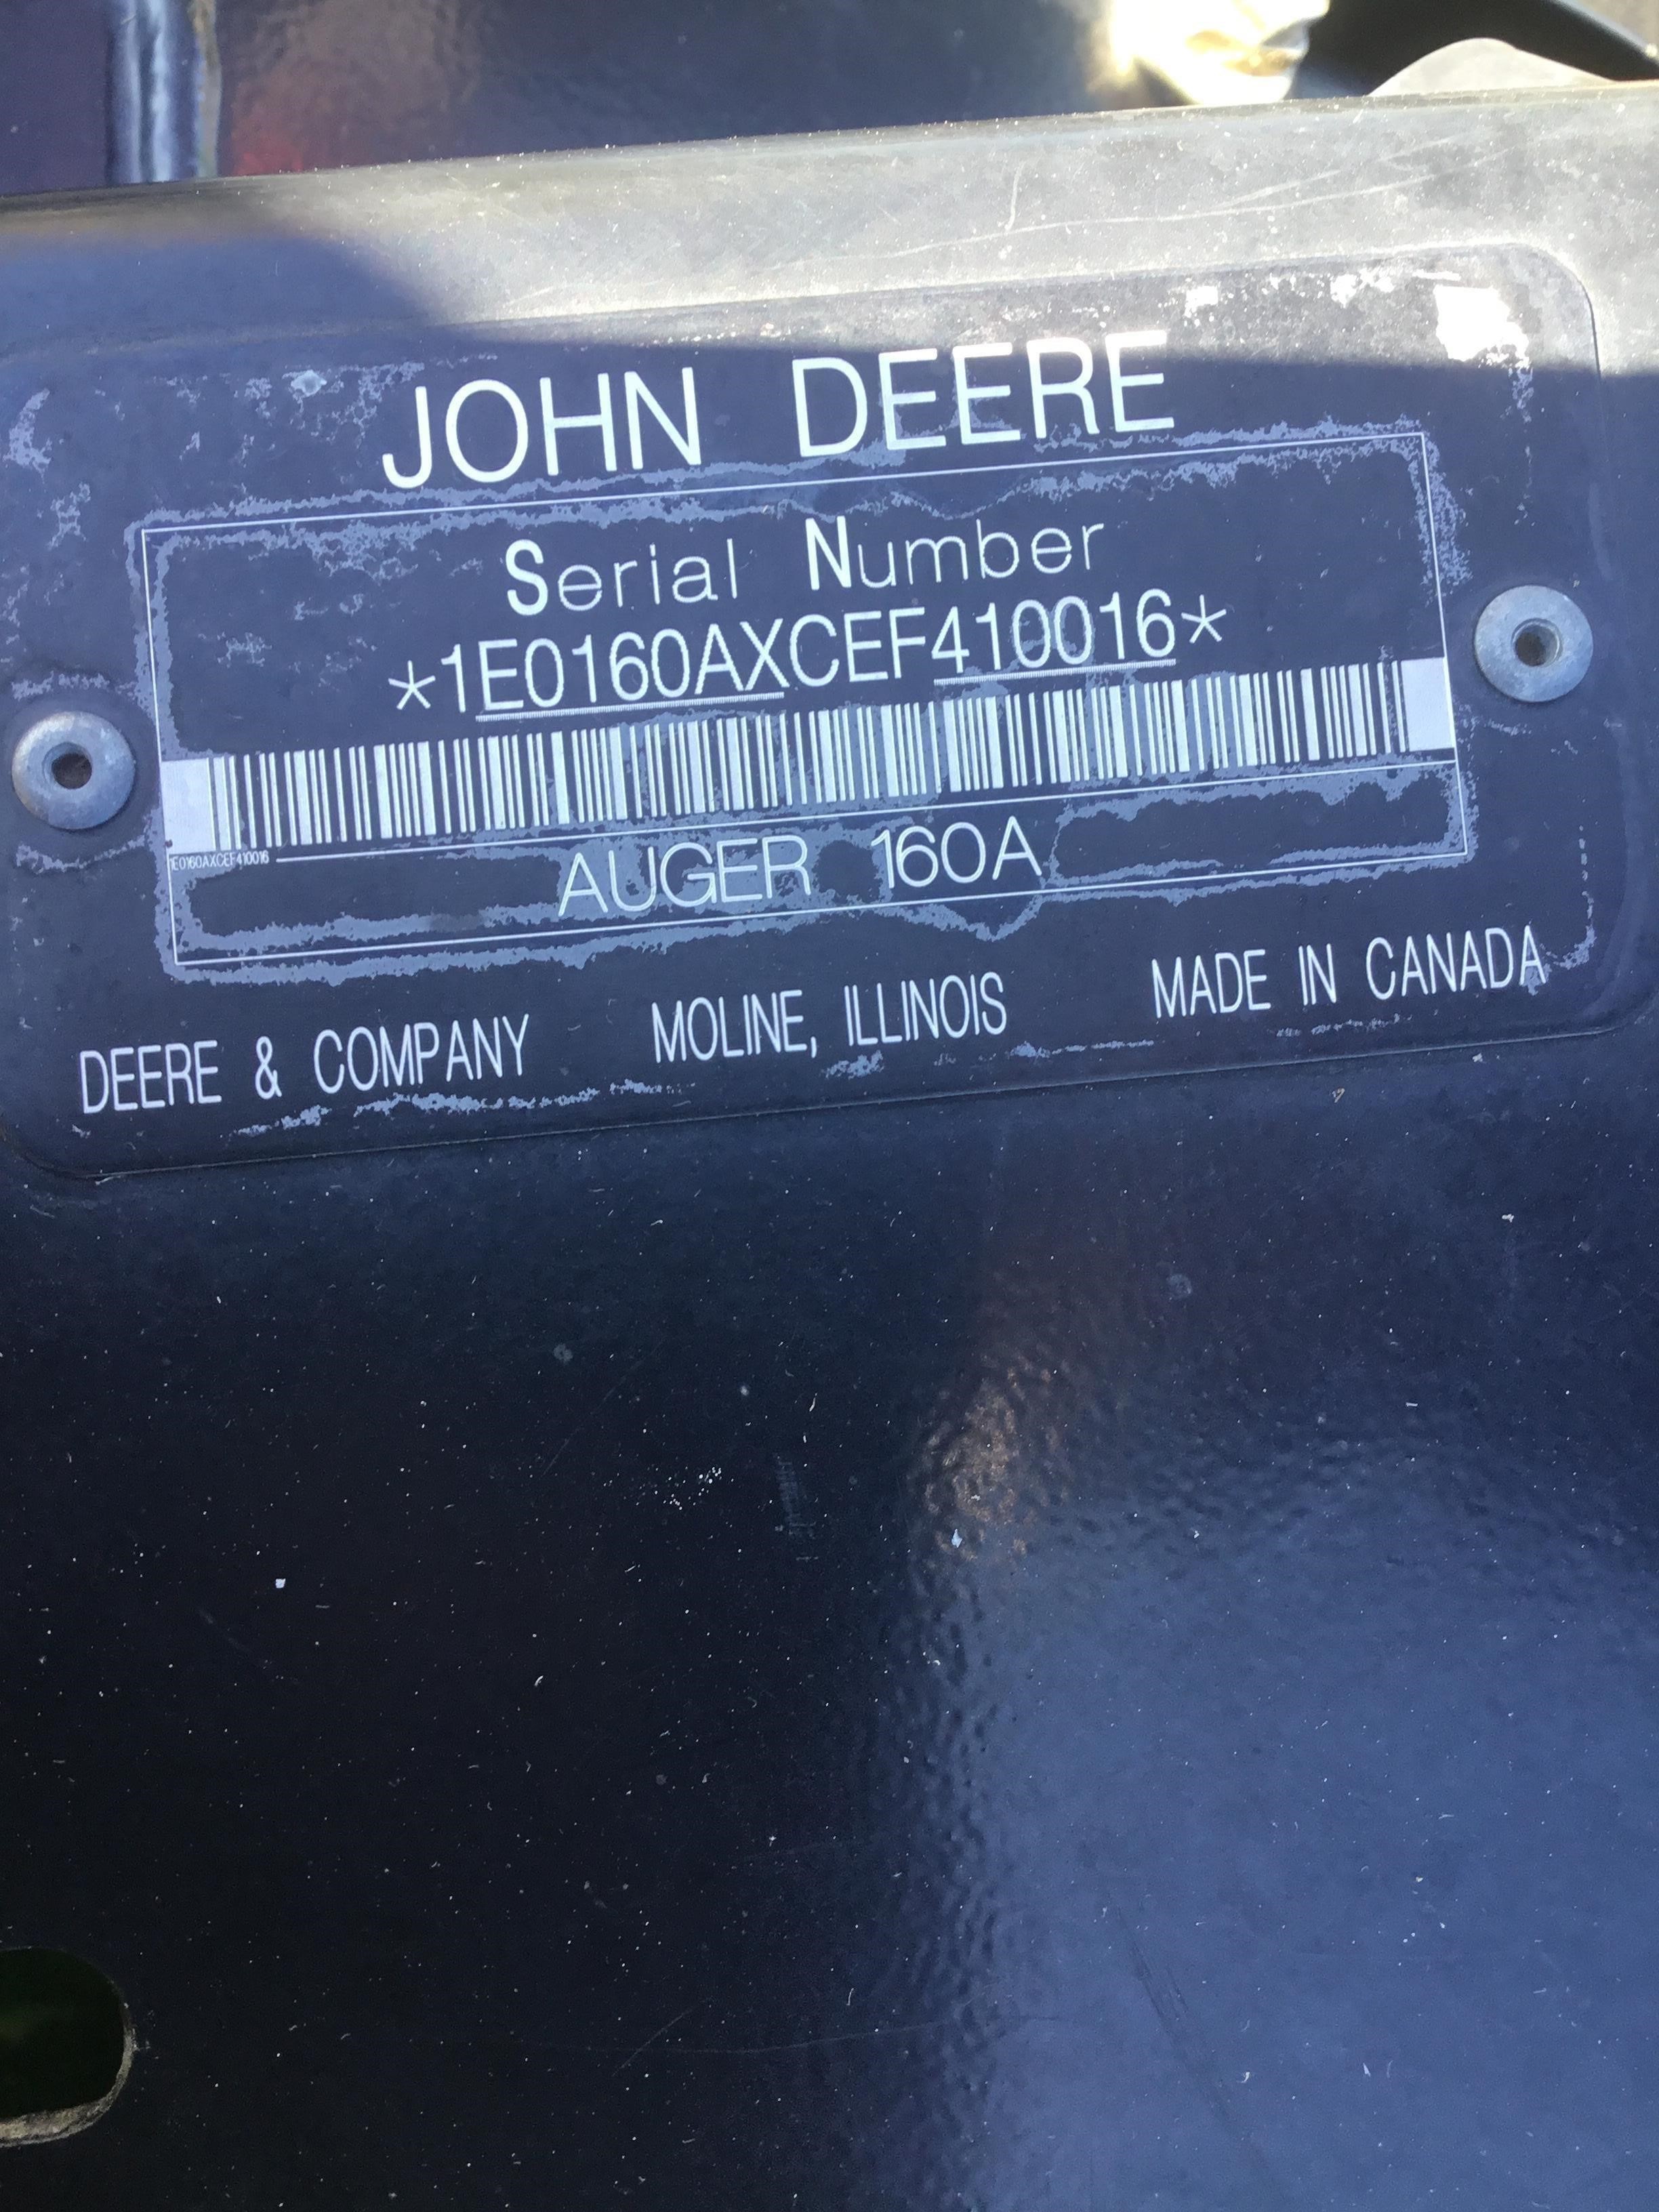 JOHN DEERE
Serial Number
*1E0160AXCEF410016*
1E0160AXCEF410016
AUGER 160A
DEERE & COMPANY MOLINE, ILLINOIS MADE IN CANADA